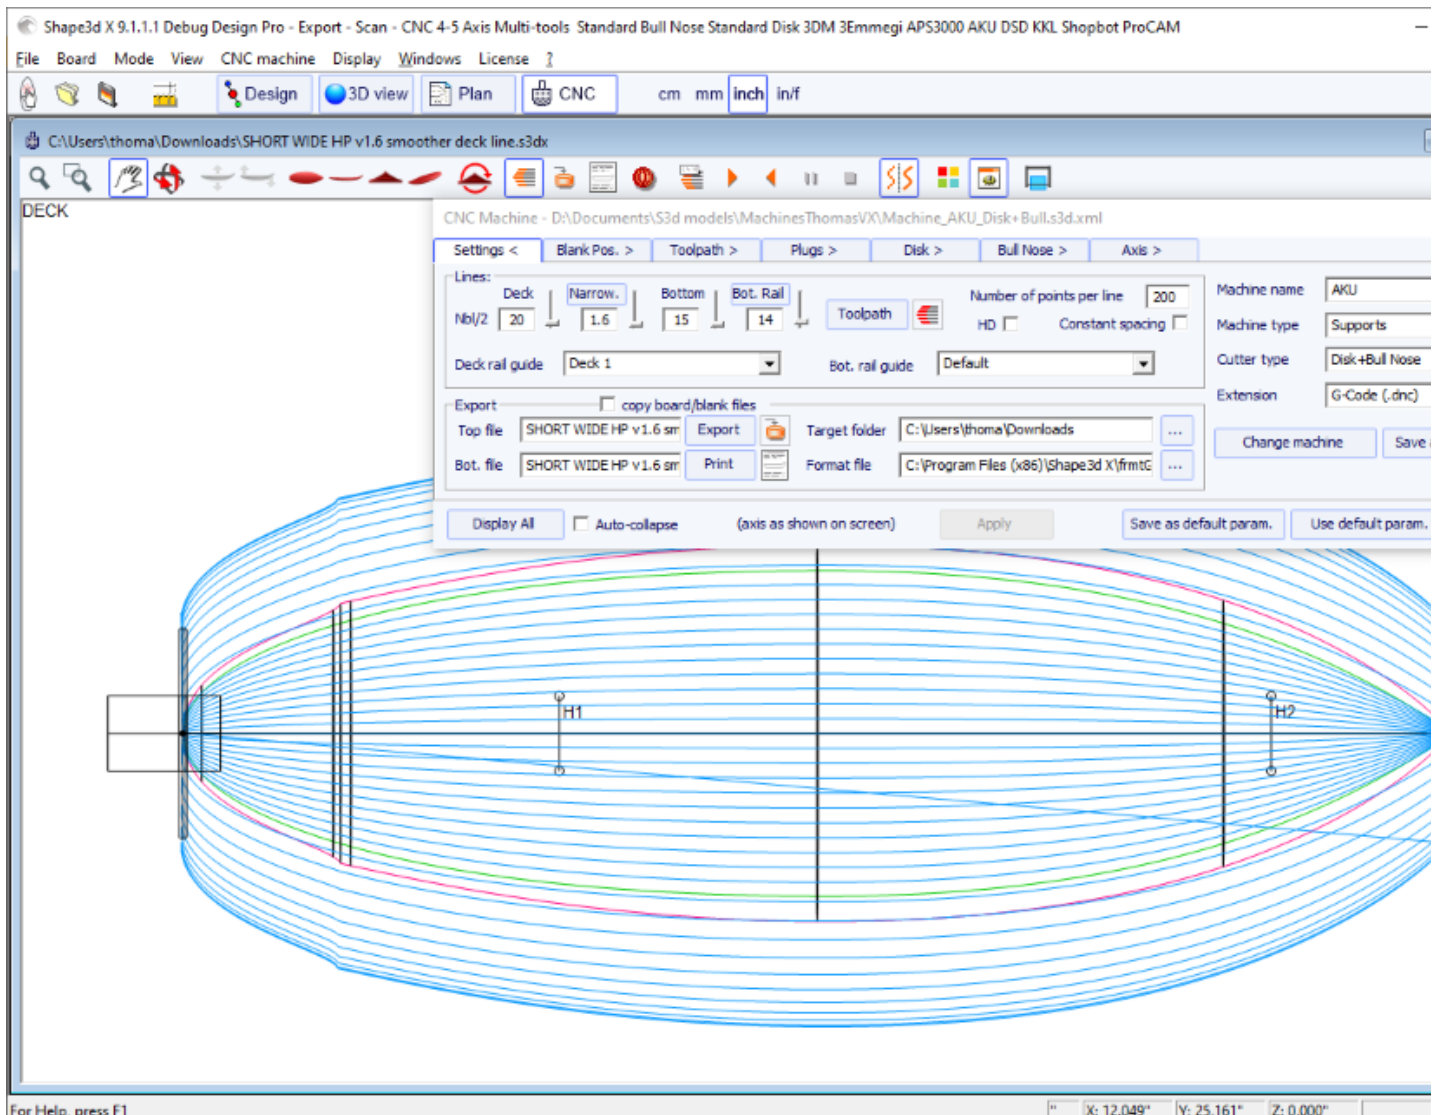 Shape3d X 9.1.1.1 Debug Design Pro - Export - Scan - CNC 4-5 Axis Multi-tools Standard Bull Nose Standard Disk 3DM 3Emmegi APS3000 AKU DSD KKL Shopbot ProCAM
File Board Mode View CNC machine Display Windows License ?
Design 3D view Plan CNC cm mm inch in/f
C:\Users\thoma\Downloads\SHORT WIDE HP v1.6 smoother deck line.s3dx
DECK
CNC Machine - D:\Documents\S3d models\MachinesThomasVX\Machine_AKU_Disk+Bull.s3d.xml
Settings < Blank Pos. > Toolpath > Plugs > Disk > Bull Nose > Axis >
Lines:
Deck Narrow. Bottom Bot. Rail Number of points per line 200 Machine name AKU
Nbl/2 20 1.6 15 14 Toolpath HD Constant spacing Machine type Supports
Deck rail guide Deck 1 Bot. rail guide Default Cutter type Disk+Bull Nose
Extension G-Code (.dnc)
Export copy board/blank files
Top file SHORT WIDE HP v1.6 sm Export Target folder C:\Users\thoma\Downloads ...
Change machine Save
Bot. file SHORT WIDE HP v1.6 sm Print Format file C:\Program Files (x86)\Shape3d X\frmtG ...
Display All Auto-collapse (axis as shown on screen) Apply Save as default param. Use default param.
H1 H2
For Help, press F1 " X: 12.049" Y: 25.161" Z: 0.000"